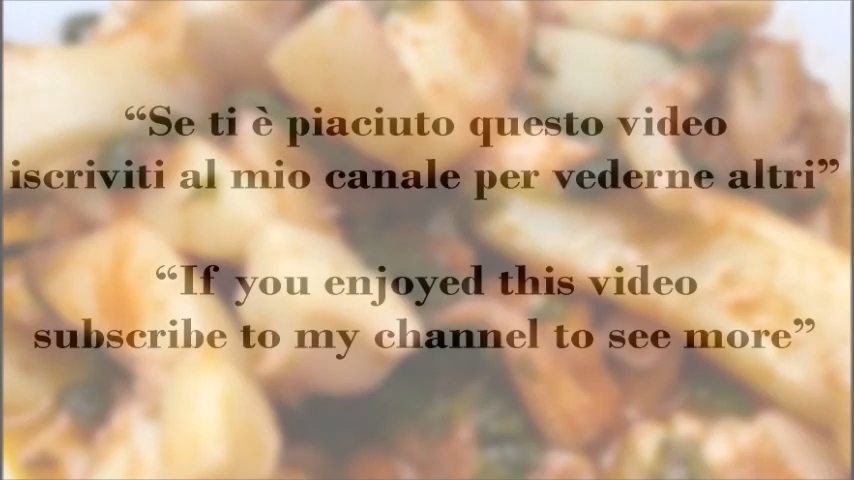 “Se ti è piaciuto questo video
iscriviti al mio canale per vederne altri”
“If you enjoyed this video
subscribe to my channel to see more”